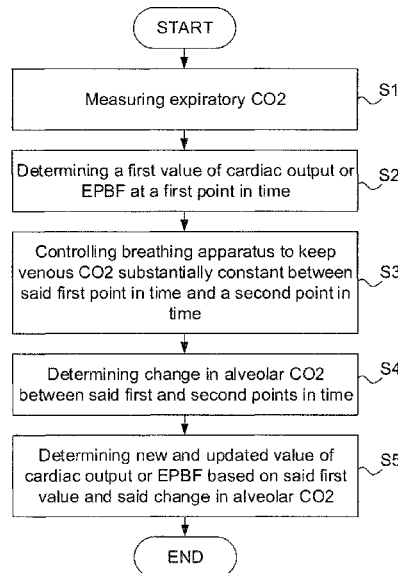 START
Measuring expiratory CO2
S1
Determining a first value of cardiac output or
EPBF at a first point in time
S2
Controlling breathing apparatus to keep
venous CO2 substantially constant between
said first point in time and a second point in
time
S3
Determining change in alveolar CO2
between said first and second points in time
S4
Determining new and updated value of
cardiac output or EPBF based on said first
value and said change in alveolar CO2
S5
END